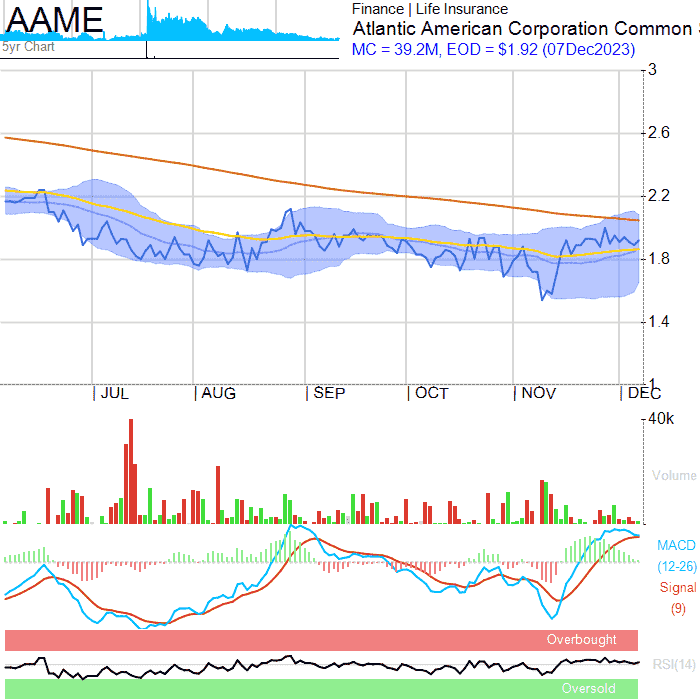 AAME
5yr Chart
Finance | Life Insurance
Atlantic American Corporation Common
MC = 39.2M, EOD = $1.92 (07Dec2023)
3
2.6
2.2
1.8
1.4
1
JUL AUG SEP OCT NOV DEC
40k
Volume
MACD
(12-26)
Signal
(9)
Overbought
RSI(14)
Oversold